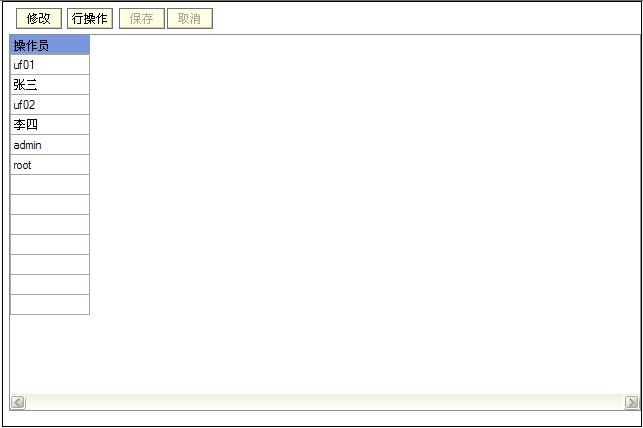 修改 行操作 保存 取消
操作员
uf01
张三
uf02
李四
admin
root